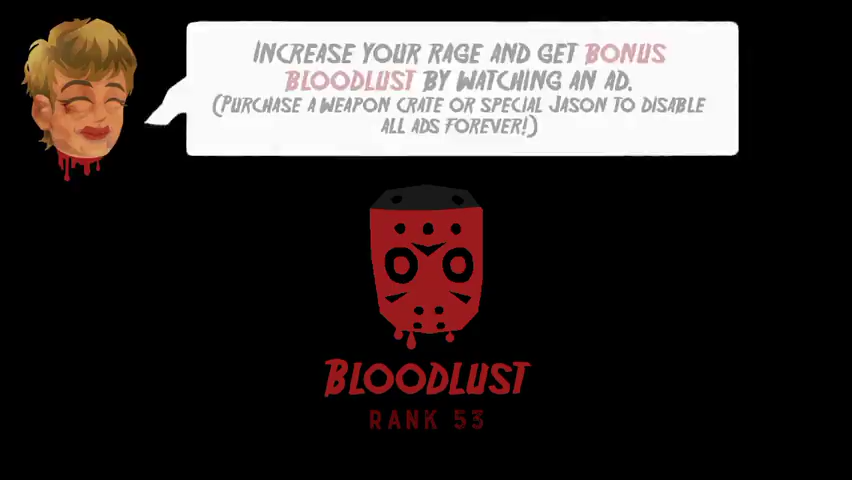 INCREASE YOUR RAGE AND GET BONUS
BLOODLUST BY WATCHING AN AD.
(PURCHASE A WEAPON CRATE OR SPECIAL JASON TO DISABLE
ALL ADS FOREVER!)
BLOODLUST
RANK 53